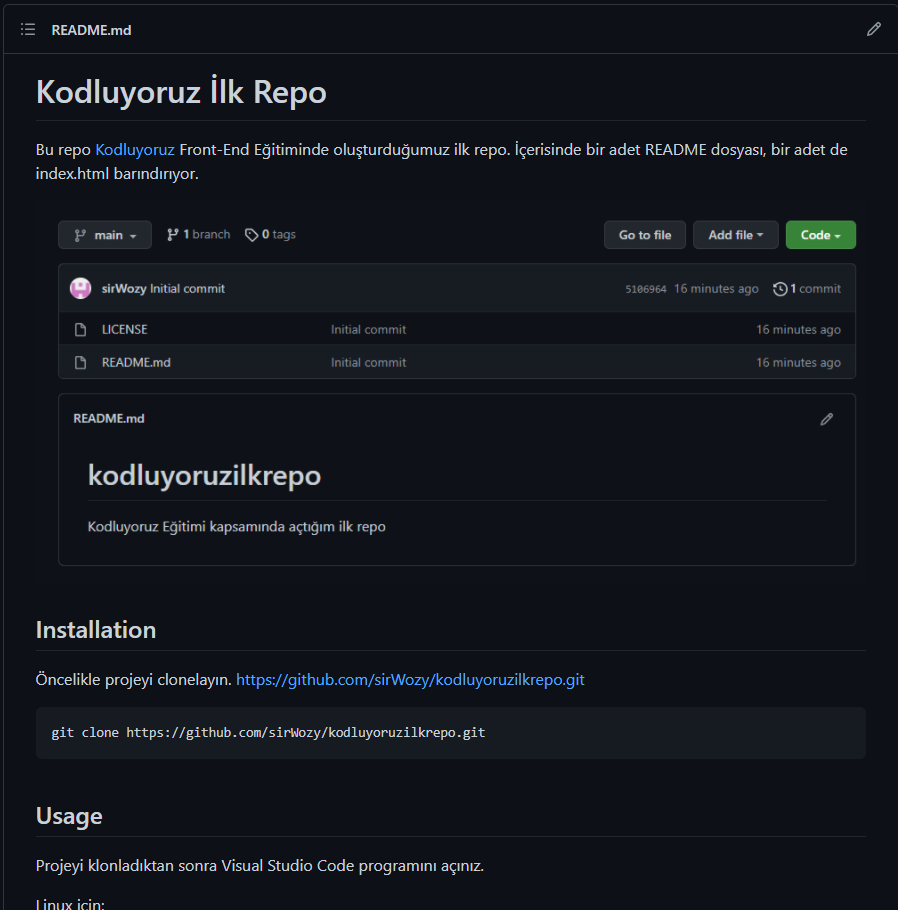 README.md
Kodluyoruz İlk Repo
Bu repo Kodluyoruz Front-End Eğitiminde oluşturduğumuz ilk repo. İçerisinde bir adet README dosyası, bir adet de
index.html barındırıyor.
main 1 branch 0 tags Go to file Add file Code
sirWozy Initial commit 5106964 16 minutes ago 1 commit
LICENSE Initial commit 16 minutes ago
README.md Initial commit 16 minutes ago
README.md
kodluyoruzilkrepo
Kodluyoruz Eğitimi kapsamında açtığım ilk repo
Installation
Öncelikle projeyi clonelayın. https://github.com/sirWozy/kodluyoruzilkrepo.git
git clone https://github.com/sirWozy/kodluyoruzilkrepo.git
Usage
Projeyi klonladıktan sonra Visual Studio Code programını açınız.
Linux için: